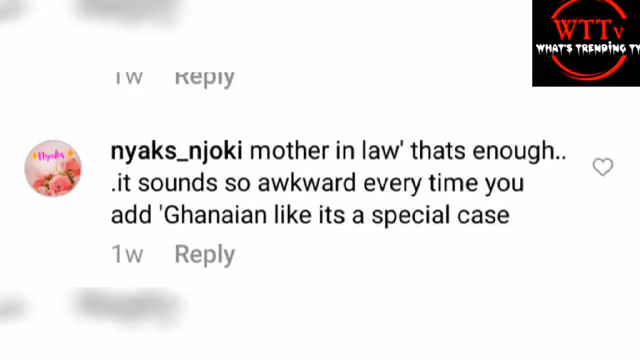 WTTv
WHAT'S TRENDING TV
1w Reply
Nyaks
nyaks_njoki mother in law' thats enough..
.it sounds so awkward every time you
add 'Ghanaian like its a special case
1w Reply